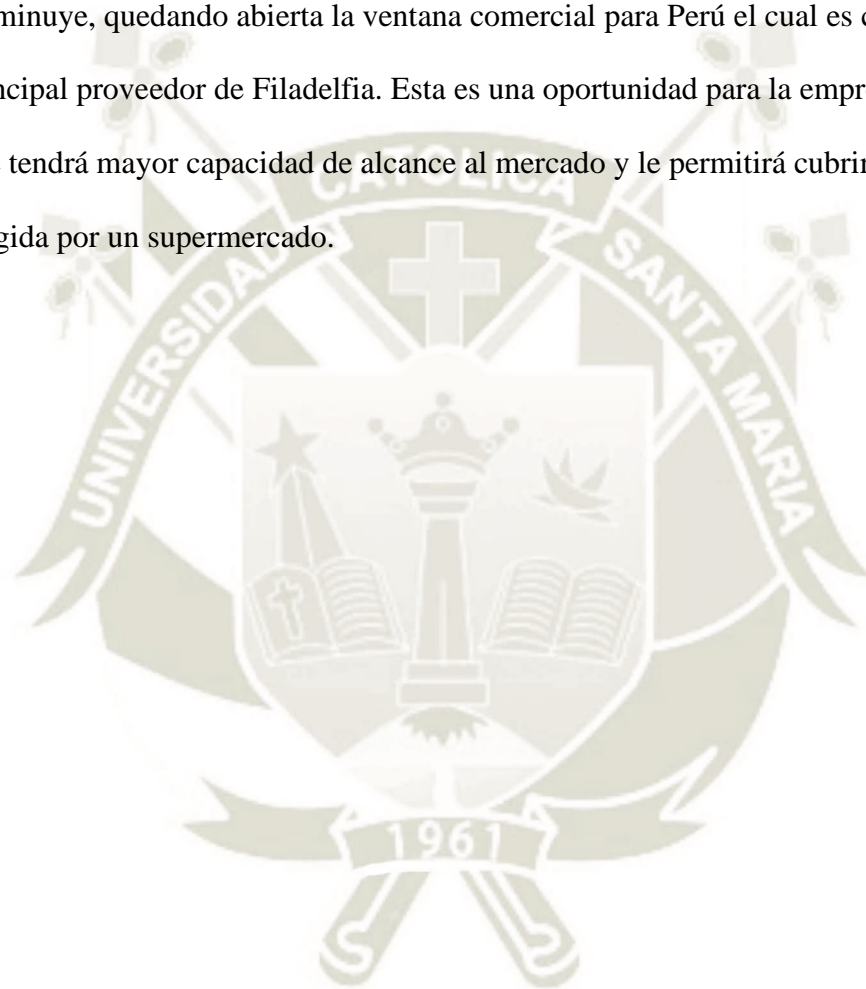 minuye, quedando abierta la ventana comercial para Perú el cual es
ncipal proveedor de Filadelfia. Esta es una oportunidad para la empr
tendrá mayor capacidad de alcance al mercado y le permitirá cubrir
gida por un supermercado.
UNIVERSIDAD CATOLICA SANTA MARIA
1961